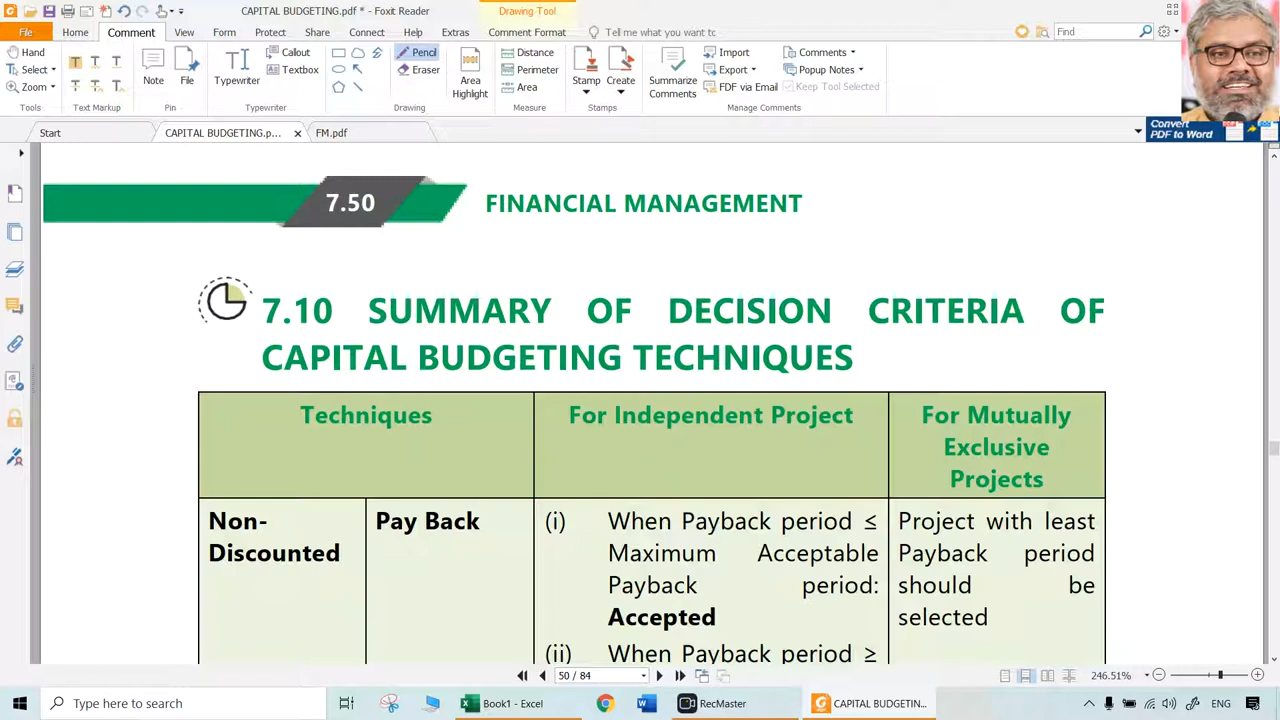 CAPITAL BUDGETING.pdf * - Foxit Reader
Drawing Tool
File Home Comment View Form Protect Share Connect Help Extras Comment Format Tell me what you want to Find
Hand
Select
Zoom
Tools
Text Markup
Note
File
Pin
Typewriter
Callout
Textbox
Typewriter
Pencil
Eraser
Drawing
Area
Highlight
Distance
Perimeter
Area
Measure
Stamp
Create
Stamps
Summarize
Comments
Import
Export
FDF via Email
Comments
Popup Notes
Keep Tool Selected
Manage Comments
Start
CAPITAL BUDGETING.p...
FM.pdf
Convert
PDF to Word
7.50 FINANCIAL MANAGEMENT
7.10 SUMMARY OF DECISION CRITERIA OF
CAPITAL BUDGETING TECHNIQUES
Techniques
For Independent Project
For Mutually
Exclusive
Projects
Non-
Discounted
Pay Back
(i) When Payback period ≤
Maximum Acceptable
Payback period:
Accepted
(ii) When Payback period ≥
Project with least
Payback period
should be
selected
50 / 84
246.51%
Type here to search
Book1 - Excel
RecMaster
CAPITAL BUDGETIN...
ENG